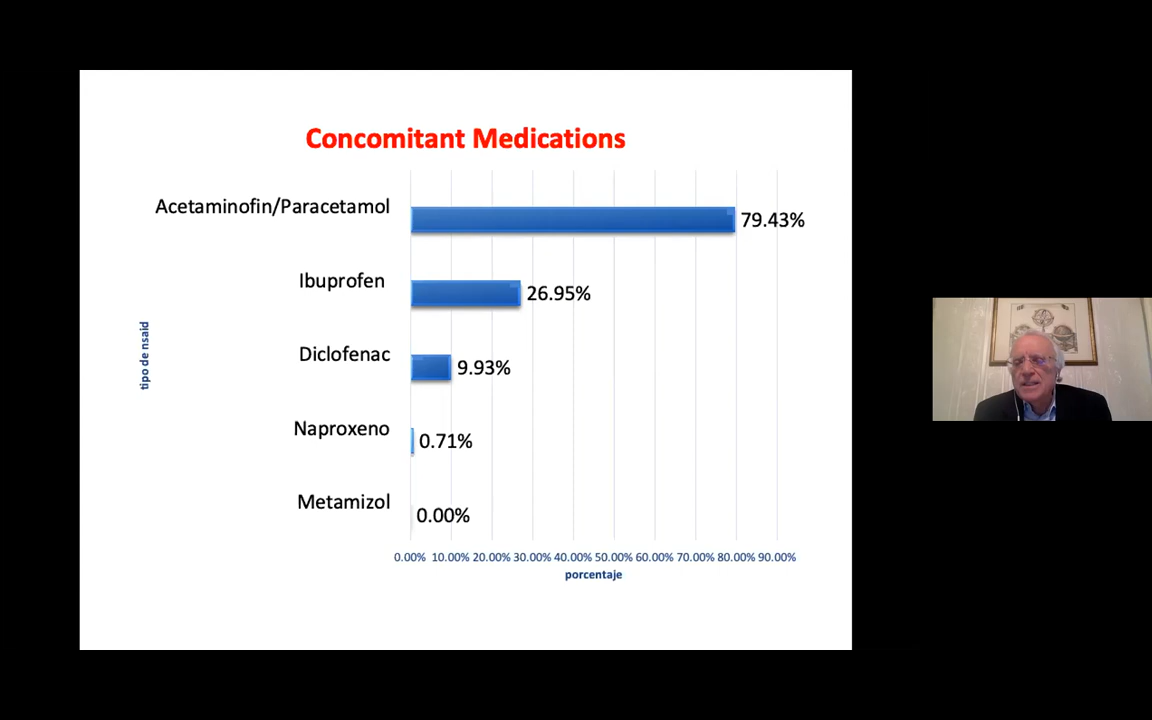 Concomitant Medications
Acetaminofin/Paracetamol
79.43%
Ibuprofen
26.95%
tipo de nsaid
Diclofenac
9.93%
Naproxeno
0.71%
Metamizol
0.00%
0.00% 10.00% 20.00% 30.00% 40.00% 50.00% 60.00% 70.00% 80.00% 90.00%
porcentaje